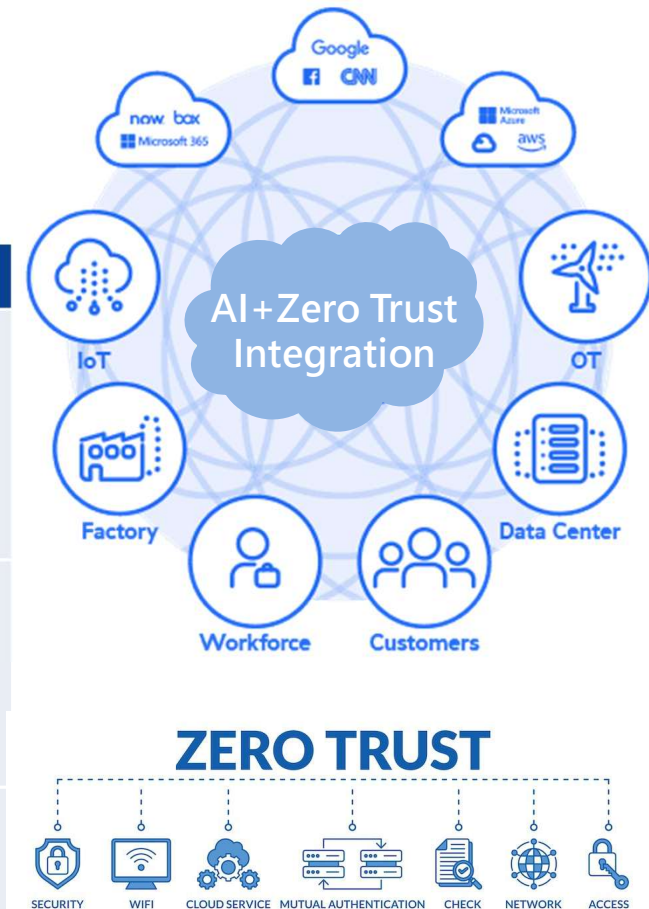 Google
CNN
now box
Microsoft 365
Microsoft
Azure
aws
AI+Zero Trust
Integration
IoT
OT
Factory
Data Center
Workforce
Customers
ZERO TRUST
SECURITY WIFI CLOUD SERVICE MUTUAL AUTHENTICATION CHECK NETWORK ACCESS